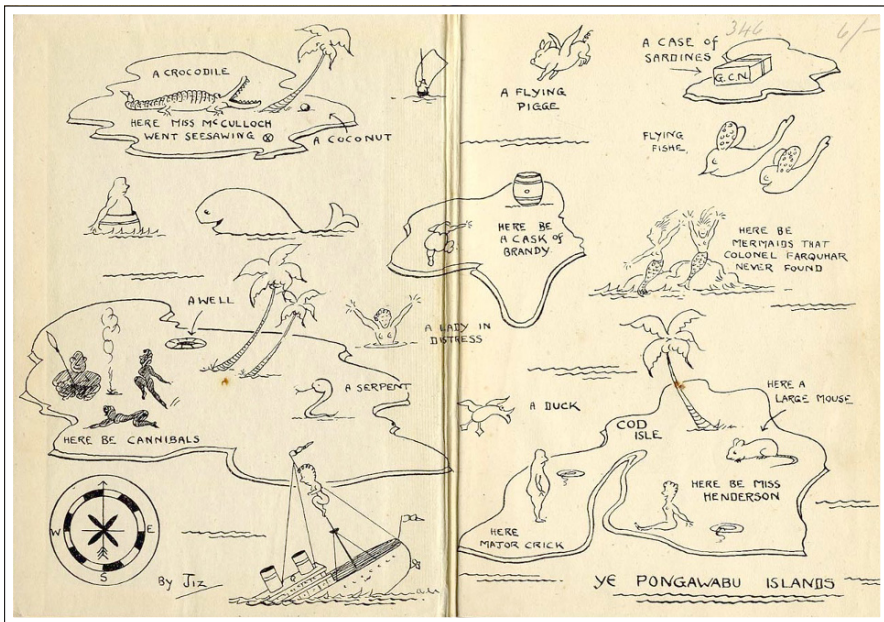 A CROCODILE
HERE MISS McCULLOCH
WENT SEESAWING
A COCONUT
A FLYING
PIGGE
346
6/-
A CASE of
SARDINES
G.C.N.
FLYING
FISHE
HERE BE
A CASK of
BRANDY
HERE BE
MERMAIDS THAT
COLONEL FARQUHAR
NEVER FOUND
A WELL
A LADY IN
DISTRESS
A SERPENT
HERE BE CANNIBALS
A DUCK
COD
ISLE
HERE A
LARGE MOUSE
HERE BE MISS
HENDERSON
HERE
MAJOR CRICK
W
E
S
By Jiz
YE PONGAWABU ISLANDS